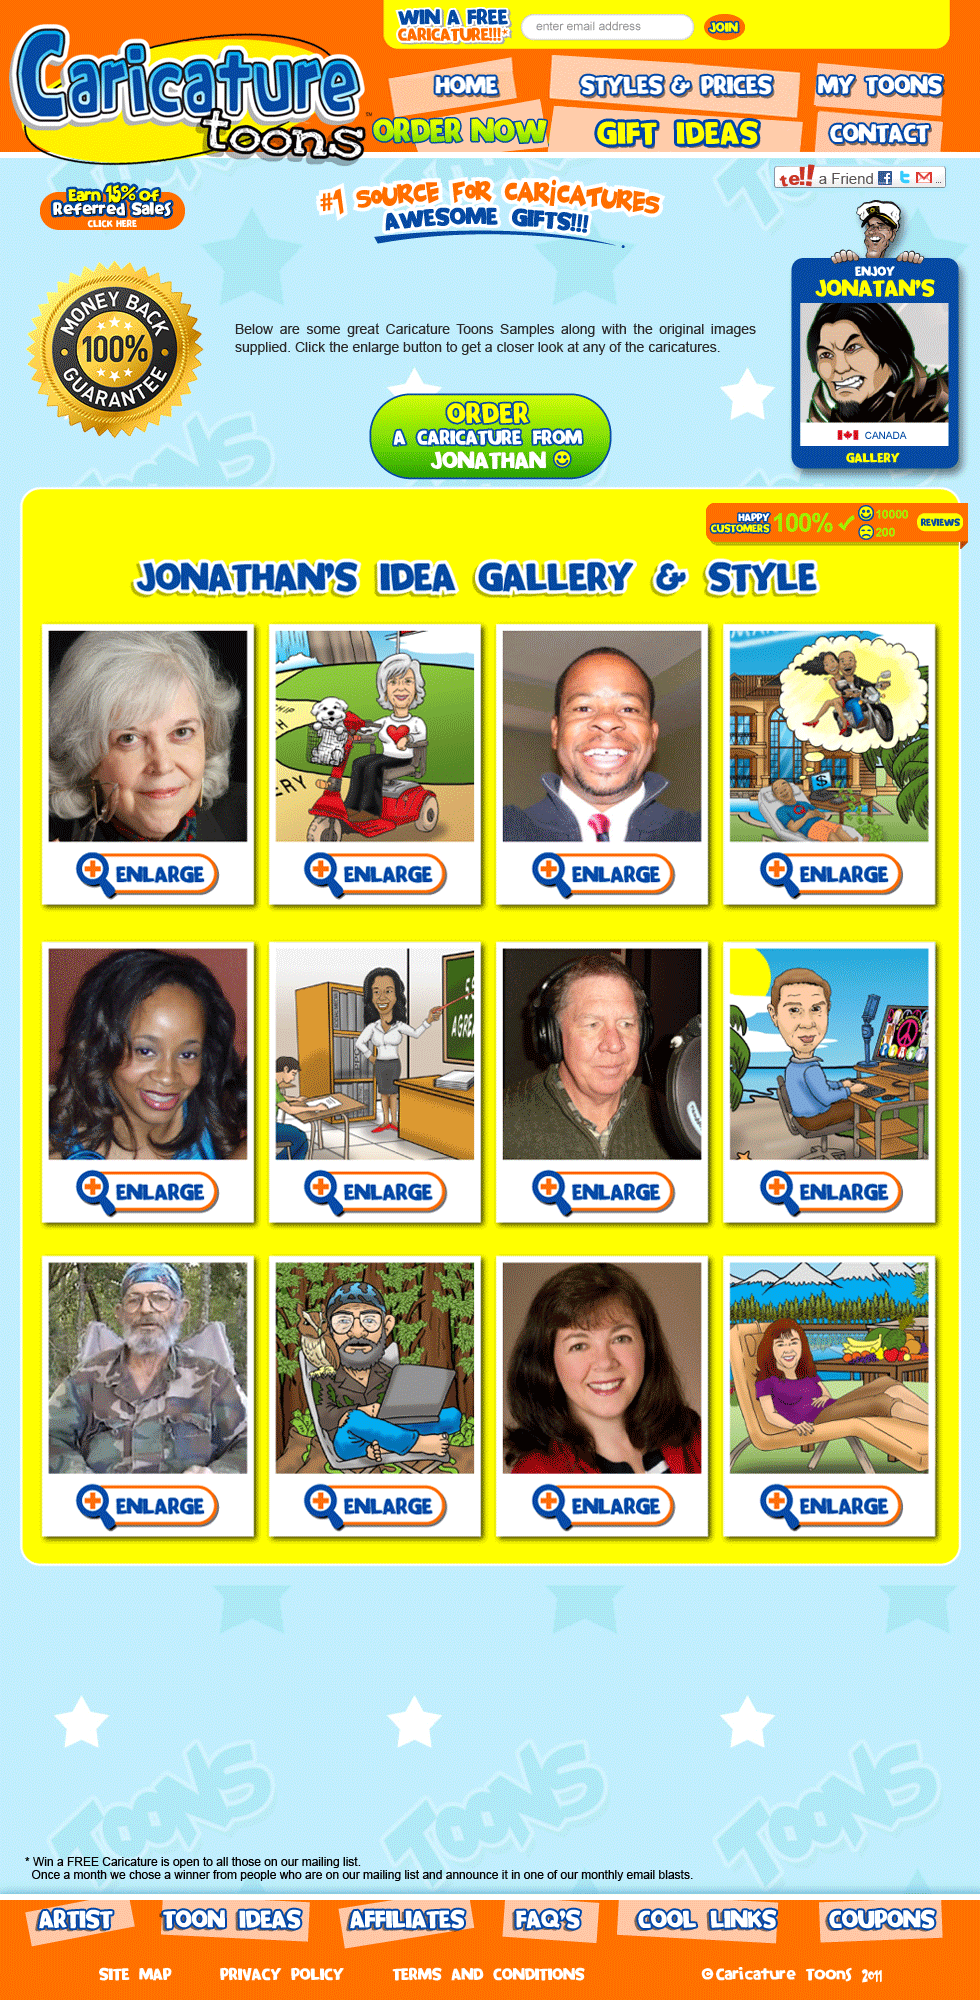 WIN A FREE
CARICATURE!!!*
enter email address
JOIN
Caricature
toons™
HOME
STYLES & PRICES
MY TOONS
ORDER NOW
GIFT IDEAS
CONTACT
te!! a Friend
Earn 15% of
Referred Sales
CLICK HERE
#1 SOURCE FOR CARICATURES
AWESOME GIFTS!!!
MONEY BACK
100%
GUARANTEE
Below are some great Caricature Toons Samples along with the original images
supplied. Click the enlarge button to get a closer look at any of the caricatures.
ORDER
A CARICATURE FROM
JONATHAN
ENJOY
JONATAN'S
CANADA
GALLERY
HAPPY
CUSTOMERS
100%
10000
200
REVIEWS
JONATHAN'S IDEA GALLERY & STYLE
ENLARGE
ENLARGE
ENLARGE
ENLARGE
ENLARGE
ENLARGE
ENLARGE
ENLARGE
ENLARGE
ENLARGE
ENLARGE
ENLARGE
TOONS
TOONS
TOONS
* Win a FREE Caricature is open to all those on our mailing list.
Once a month we chose a winner from people who are on our mailing list and announce it in one of our monthly email blasts.
ARTIST
TOON IDEAS
AFFILIATES
FAQ'S
COOL LINKS
COUPONS
SITE MAP
PRIVACY POLICY
TERMS AND CONDITIONS
© Caricature Toons 2011